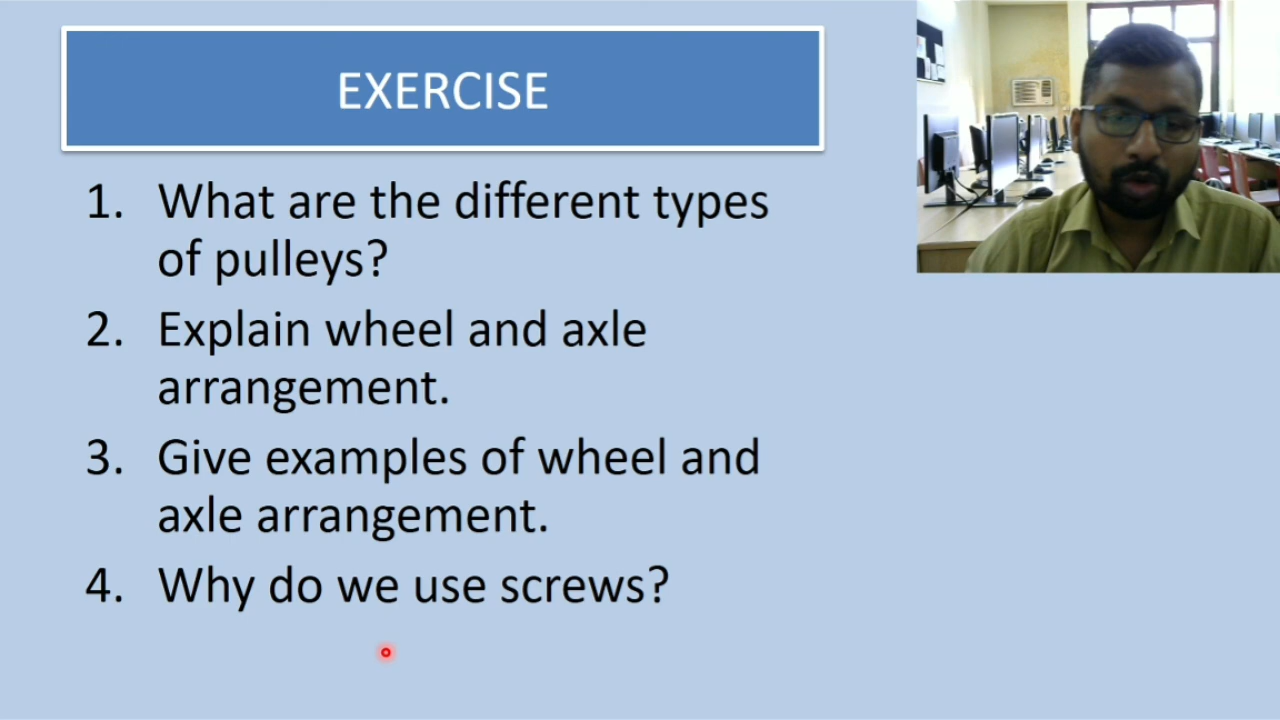 EXERCISE
1. What are the different types
of pulleys?
2. Explain wheel and axle
arrangement.
3. Give examples of wheel and
axle arrangement.
4. Why do we use screws?